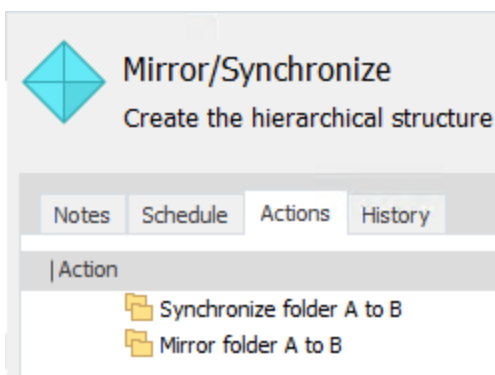 Mirror/Synchronize
Create the hierarchical structure
Notes Schedule Actions History
Action
Synchronize folder A to B
Mirror folder A to B